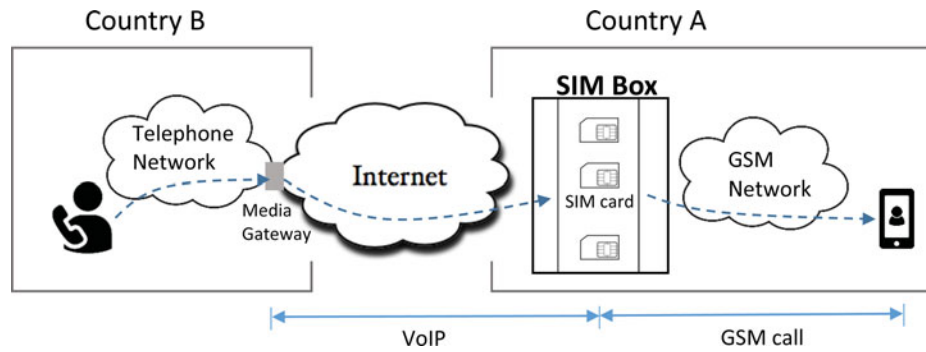 Country B
Country A
SIM Box
Telephone
Network
Internet
GSM
Network
SIM card
Media
Gateway
VoIP
GSM call